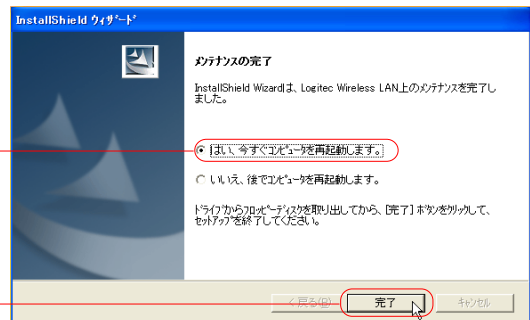 InstallShield ウィザード
メンテナンスの完了
InstallShield Wizardは、Logitec Wireless LAN上のメンテナンスを完了し
ました。
はい、今すぐコンピュータを再起動します。
いいえ、後でコンピュータを再起動します。
ドライブからフロッピーディスクを取り出してから、[完了] ボタンをクリックして、
セットアップを終了してください。
< 戻る(B) 完了 キャンセル